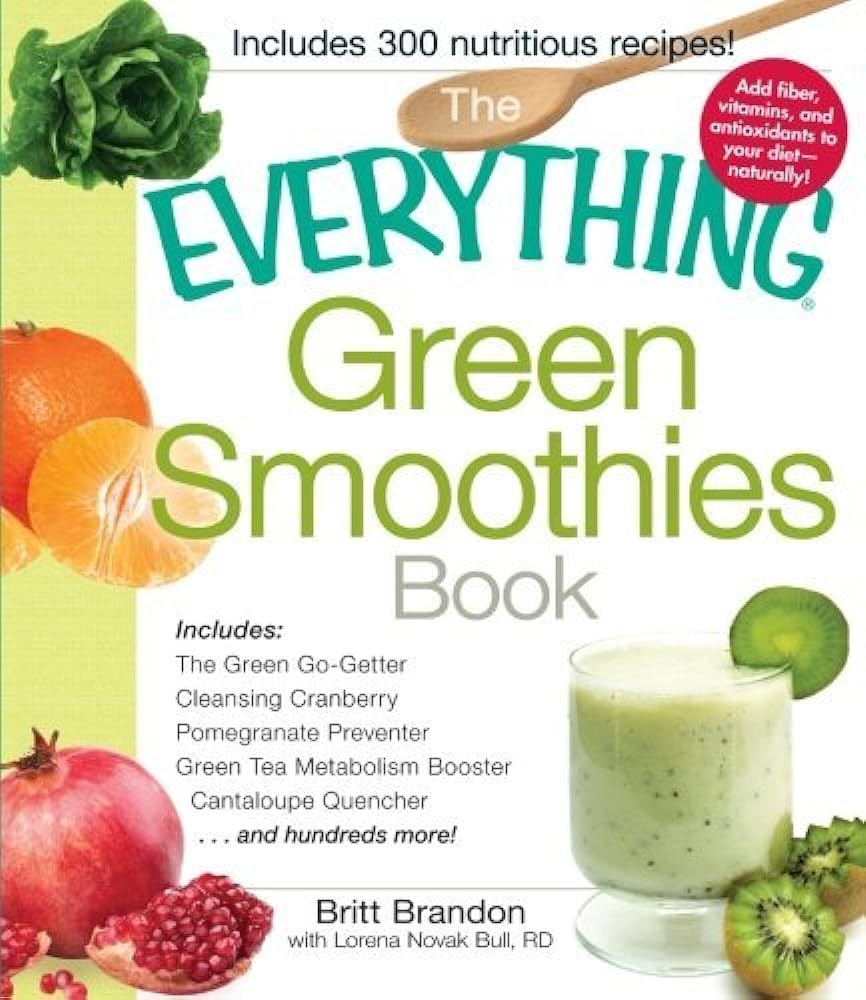 Includes 300 nutritious recipes!
The
Add fiber,
vitamins, and
antioxidants to
your diet—
naturally!
EVERYTHING®
Green
Smoothies
Book
Includes:
The Green Go-Getter
Cleansing Cranberry
Pomegranate Preventer
Green Tea Metabolism Booster
Cantaloupe Quencher
. . . and hundreds more!
Britt Brandon
with Lorena Novak Bull, RD